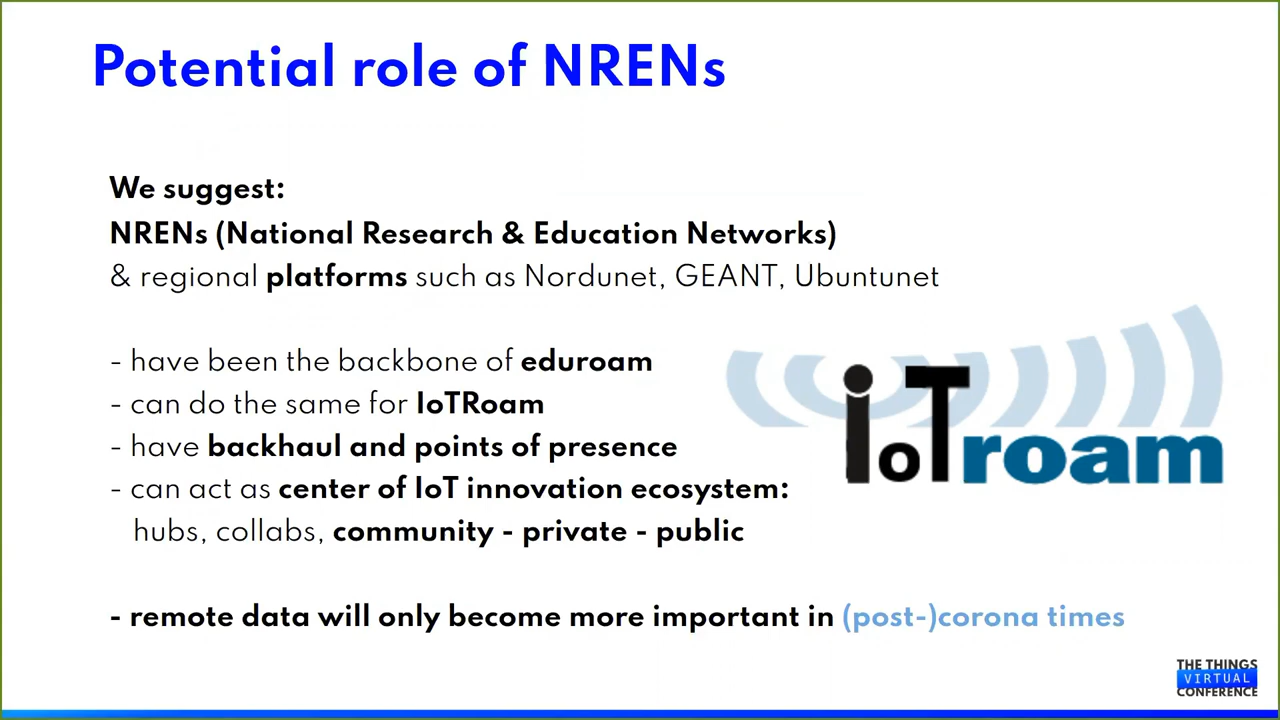 Potential role of NRENs
We suggest:
NRENs (National Research & Education Networks)
& regional platforms such as Nordunet, GEANT, Ubuntunet
- have been the backbone of eduroam
- can do the same for IoTRoam
- have backhaul and points of presence
- can act as center of IoT innovation ecosystem:
hubs, collabs, community - private - public
IoTroam
- remote data will only become more important in (post-)corona times
THE THINGS
VIRTUAL
CONFERENCE